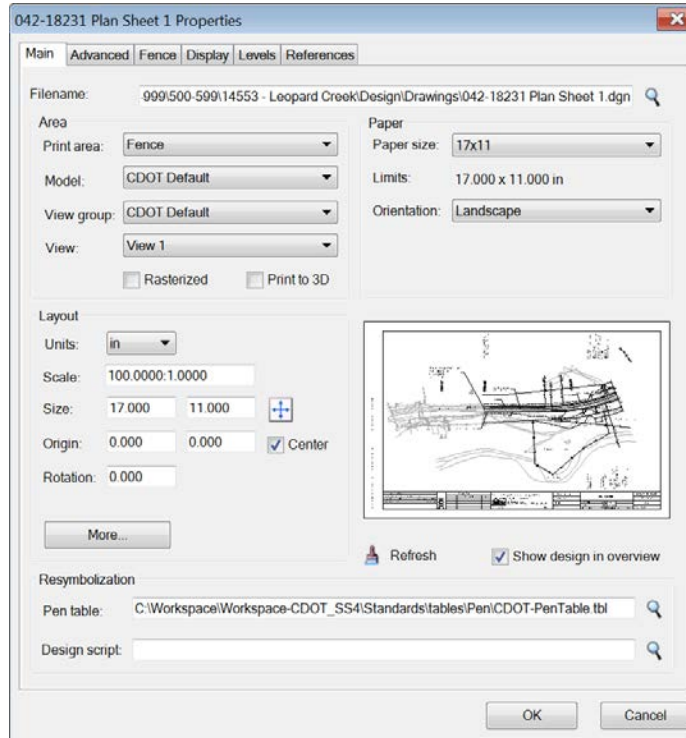 042-18231 Plan Sheet 1 Properties
Main Advanced Fence Display Levels References
Filename: 999\500-599\14553 - Leopard Creek\Design\Drawings\042-18231 Plan Sheet 1.dgn
Area
Print area: Fence
Model: CDOT Default
View group: CDOT Default
View: View 1
Rasterized Print to 3D
Paper
Paper size: 17x11
Limits: 17.000 x 11.000 in
Orientation: Landscape
Layout
Units: in
Scale: 100.0000:1.0000
Size: 17.000 11.000
Origin: 0.000 0.000 Center
Rotation: 0.000
More...
Refresh Show design in overview
Resymbolization
Pen table: C:\Workspace\Workspace-CDOT_SS4\Standards\tables\Pen\CDOT-PenTable.tbl
Design script:
OK Cancel